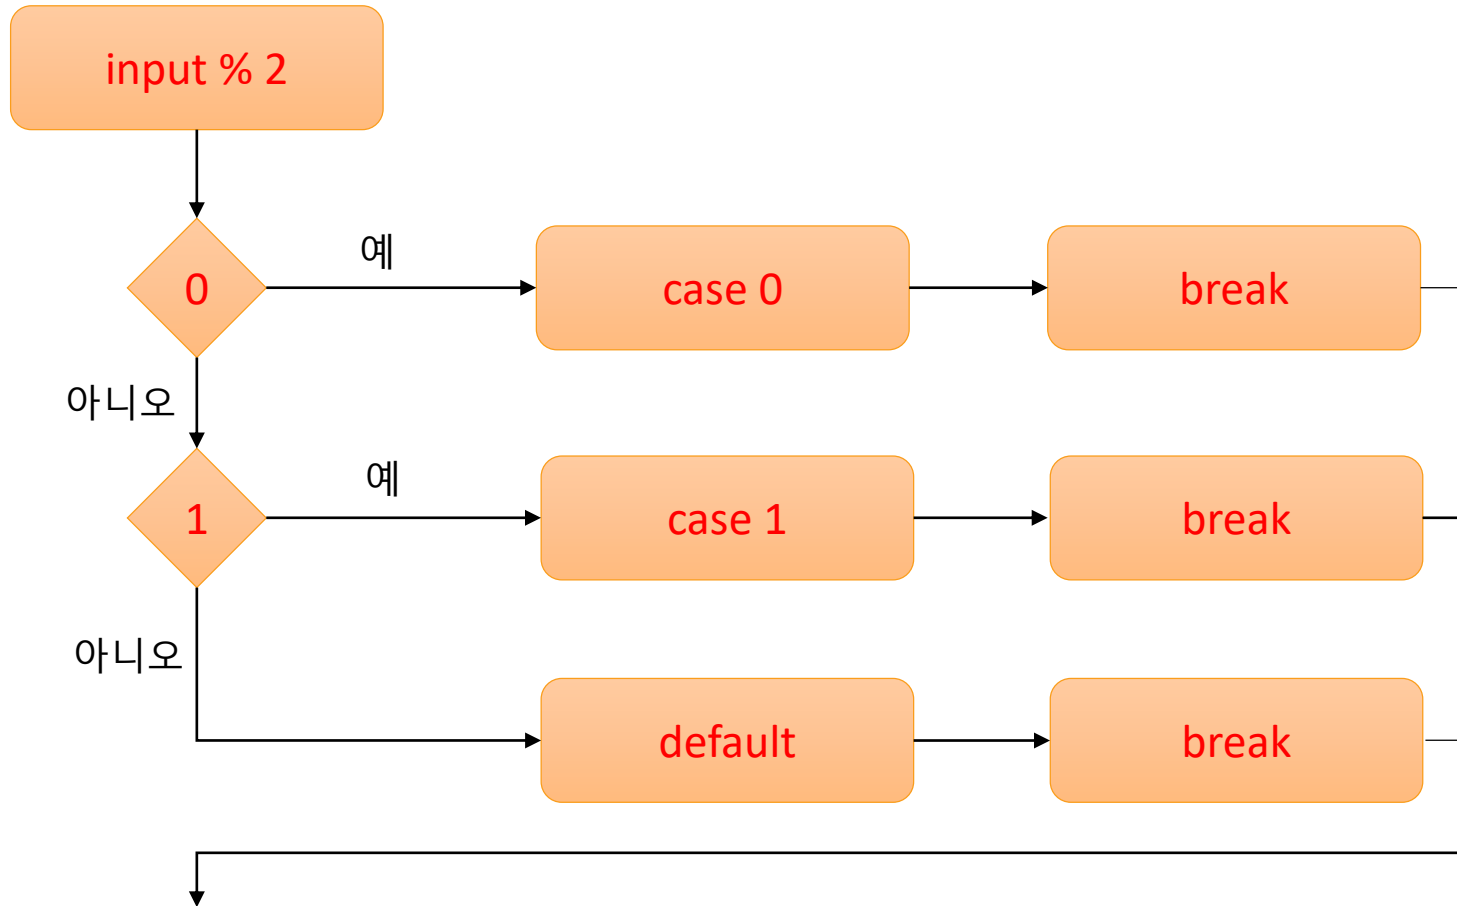 input % 2
예
0
case 0
break
아니오
예
1
case 1
break
아니오
default
break